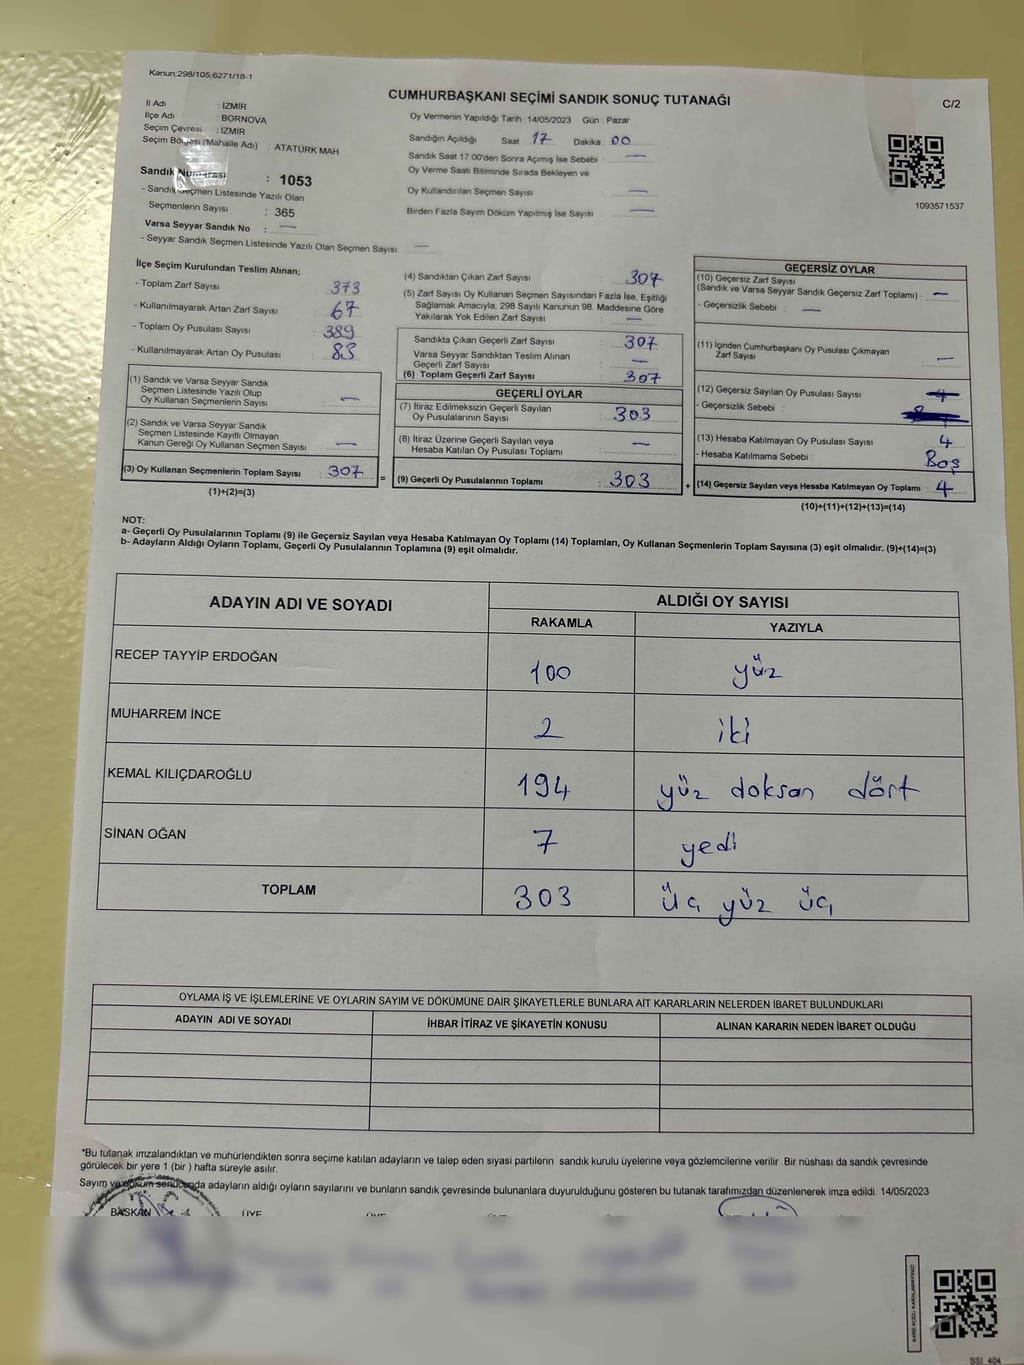 Kanun;298/105;6271/18-1
CUMHURBAŞKANI SEÇİMİ SANDIK SONUÇ TUTANAĞI
C/2
İl Adı : İZMİR
İlçe Adı : BORNOVA
Seçim Çevresi : İZMİR
Seçim Bölgesi (Mahalle Adı) : ATATÜRK MAH.
Sandık Numarası : 1053
- Sandık Seçmen Listesinde Yazılı Olan
Seçmenlerin Sayısı : 365
Varsa Seyyar Sandık No : —
- Seyyar Sandık Seçmen Listesinde Yazılı Olan Seçmen Sayısı: —
Oy Vermenin Yapıldığı Tarih : 14/05/2023 Gün : Pazar
Sandığın Açıldığı Saat 17 Dakika 00
Sandık Saat 17.00'den Sonra Açılmış İse Sebebi : —
Oy Verme Saati Bitiminde Sırada Bekleyen ve
Oy Kullandırılan Seçmen Sayısı : —
Birden Fazla Sayım Döküm Yapılmış İse Sayısı : —
1093571537
İlçe Seçim Kurulundan Teslim Alınan;
- Toplam Zarf Sayısı : 373
- Kullanılmayarak Artan Zarf Sayısı : 67
- Toplam Oy Pusulası Sayısı : 389
- Kullanılmayarak Artan Oy Pusulası : 83
(1) Sandık ve Varsa Seyyar Sandık
Seçmen Listesinde Yazılı Olup
Oy Kullanan Seçmenlerin Sayısı : —
(2) Sandık ve Varsa Seyyar Sandık
Seçmen Listesinde Kayıtlı Olmayan
Kanun Gereği Oy Kullanan Seçmen Sayısı : —
(3) Oy Kullanan Seçmenlerin Toplam Sayısı : 307
(1)+(2)=(3)
(4) Sandıktan Çıkan Zarf Sayısı : 307
(5) Zarf Sayısı Oy Kullanan Seçmen Sayısından Fazla İse, Eşitliği
Sağlamak Amacıyla, 298 Sayılı Kanunun 98. Maddesine Göre
Yakılarak Yok Edilen Zarf Sayısı : —
Sandıkta Çıkan Geçerli Zarf Sayısı : 307
Varsa Seyyar Sandıktan Teslim Alınan
Geçerli Zarf Sayısı : —
(6) Toplam Geçerli Zarf Sayısı : 307
GEÇERLİ OYLAR
(7) İtiraz Edilmeksizin Geçerli Sayılan
Oy Pusulalarının Sayısı : 303
(8) İtiraz Üzerine Geçerli Sayılan veya
Hesaba Katılan Oy Pusulası Toplamı : —
= (9) Geçerli Oy Pusulalarının Toplamı : 303
GEÇERSİZ OYLAR
(10) Geçersiz Zarf Sayısı
(Sandık ve Varsa Seyyar Sandık Geçersiz Zarf Toplamı) : —
- Geçersizlik Sebebi : —
(11) İçinden Cumhurbaşkanı Oy Pusulası Çıkmayan
Zarf Sayısı : —
(12) Geçersiz Sayılan Oy Pusulası Sayısı
- Geçersizlik Sebebi :
(13) Hesaba Katılmayan Oy Pusulası Sayısı : 4
- Hesaba Katılmama Sebebi : Boş
+ (14) Geçersiz Sayılan veya Hesaba Katılmayan Oy Toplamı : 4
(10)+(11)+(12)+(13)=(14)
NOT:
a- Geçerli Oy Pusulalarının Toplamı (9) ile Geçersiz Sayılan veya Hesaba Katılmayan Oy Toplamı (14) Toplamları, Oy Kullanan Seçmenlerin Toplam Sayısına (3) eşit olmalıdır. (9)+(14)=(3)
b- Adayların Aldığı Oyların Toplamı, Geçerli Oy Pusulalarının Toplamına (9) eşit olmalıdır.
ADAYIN ADI VE SOYADI
ALDIĞI OY SAYISI
RAKAMLA YAZIYLA
RECEP TAYYİP ERDOĞAN 100 yüz
MUHARREM İNCE 2 iki
KEMAL KILIÇDAROĞLU 194 yüz doksan dört
SİNAN OĞAN 7 yedi
TOPLAM 303 üç yüz üç
OYLAMA İŞ VE İŞLEMLERİNE VE OYLARIN SAYIM VE DÖKÜMÜNE DAİR ŞİKAYETLERLE BUNLARA AİT KARARLARIN NELERDEN İBARET BULUNDUKLARI
ADAYIN ADI VE SOYADI İHBAR İTİRAZ VE ŞİKAYETİN KONUSU ALINAN KARARIN NEDEN İBARET OLDUĞU
*Bu tutanak imzalandıktan ve mühürlendikten sonra seçime katılan adayların ve talep eden siyasi partilerin sandık kurulu üyelerine veya gözlemcilerine verilir. Bir nüshası da sandık çevresinde
görülecek bir yere 1 (bir ) hafta süreyle asılır.
Sayım ve döküm sonucunda adayların aldığı oyların sayılarını ve bunların sandık çevresinde bulunanlara duyurulduğunu gösteren bu tutanak tarafımızdan düzenlenerek imza edildi. 14/05/2023
BAŞKAN ÜYE
SSI_404